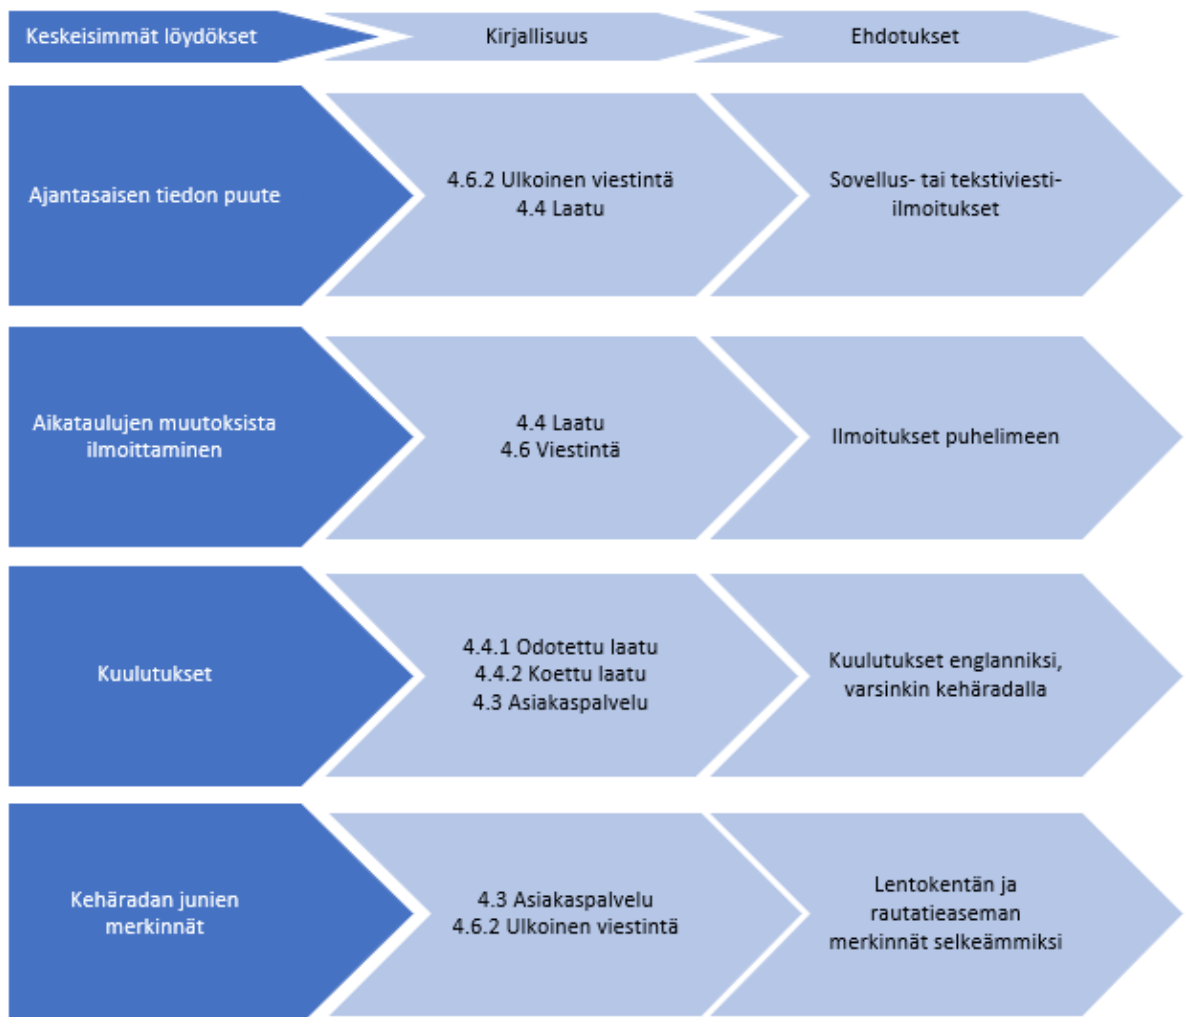 Keskeisimmät löydökset
Kirjallisuus
Ehdotukset
Ajantasaisen tiedon puute
4.6.2 Ulkoinen viestintä
4.4 Laatu
Sovellus- tai tekstiviesti-
ilmoitukset
Aikataulujen muutoksista
ilmoittaminen
4.4 Laatu
4.6 Viestintä
Ilmoitukset puhelimeen
Kuulutukset
4.4.1 Odotettu laatu
4.4.2 Koettu laatu
4.3 Asiakaspalvelu
Kuulutukset englanniksi,
varsinkin kehäradalla
Kehäradan junien
merkinnät
4.3 Asiakaspalvelu
4.6.2 Ulkoinen viestintä
Lentokentän ja
rautatieaseman
merkinnät selkeämmiksi